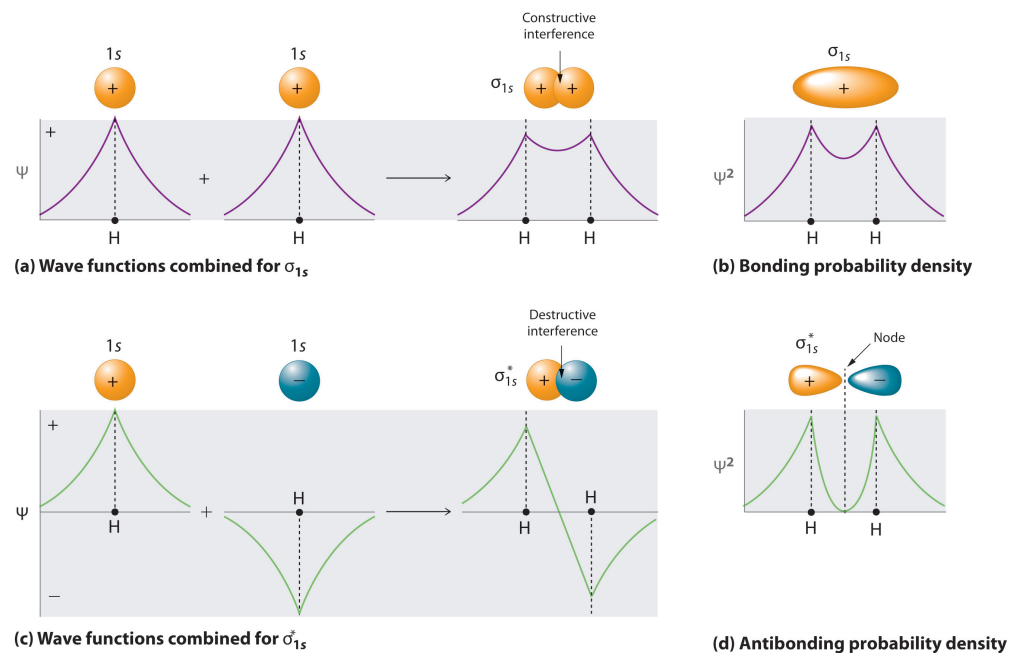 Constructive
interference
1s
1s
σ1s
σ1s
+
+
+ +
+
+
Ψ
+
Ψ²
H
H
H
H
H
H
(a) Wave functions combined for σ1s
(b) Bonding probability density
Destructive
interference
1s
1s
σ*1s
σ*1s
Node
+
−
+ −
+ −
+
Ψ
H
+
H
H
H
−
Ψ²
H
H
(c) Wave functions combined for σ*1s
(d) Antibonding probability density